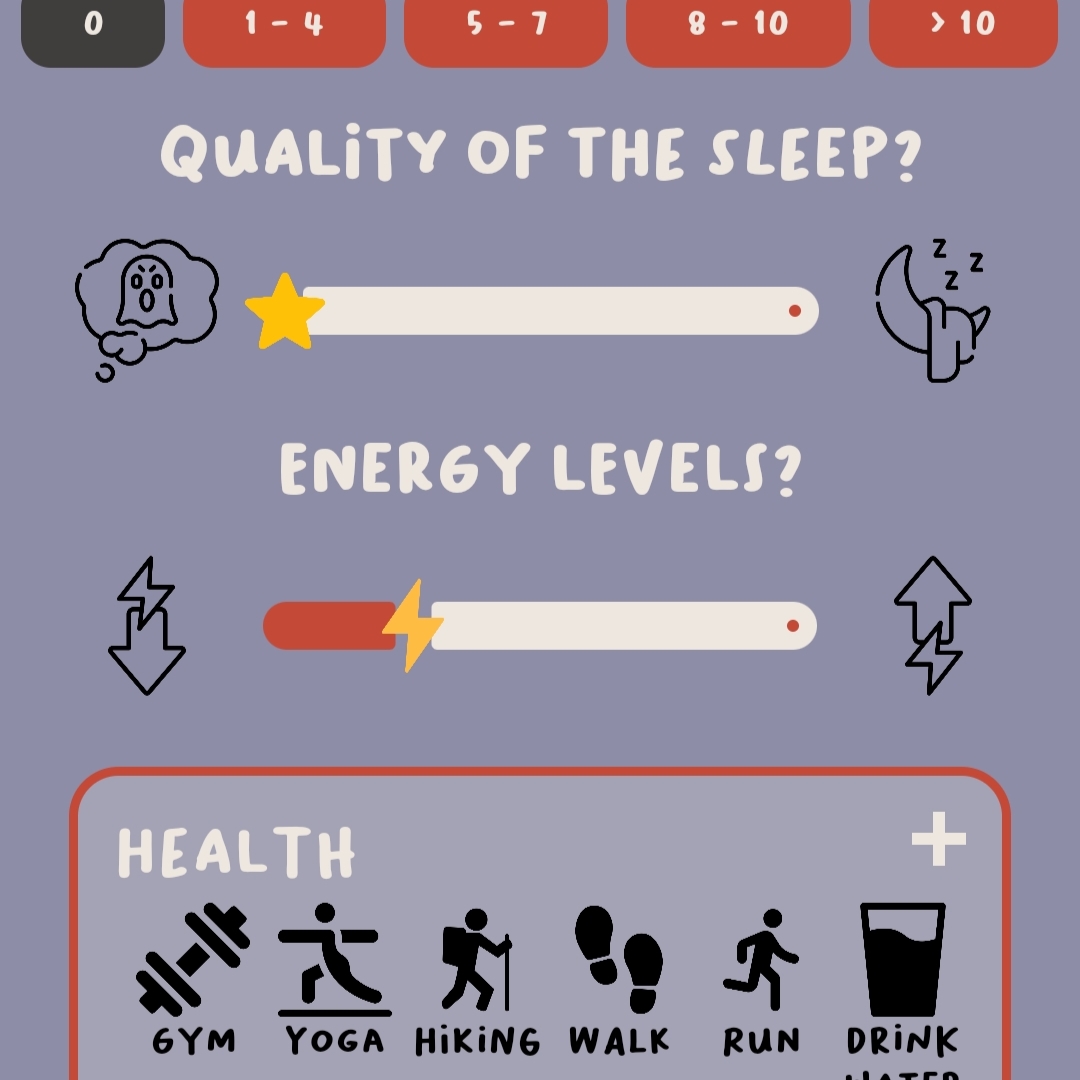 0 1 - 4 5 - 7 8 - 10 > 10
QUALITY OF THE SLEEP?
z z z
ENERGY LEVELS?
HEALTH
GYM YOGA HIKING WALK RUN DRINK
WATER